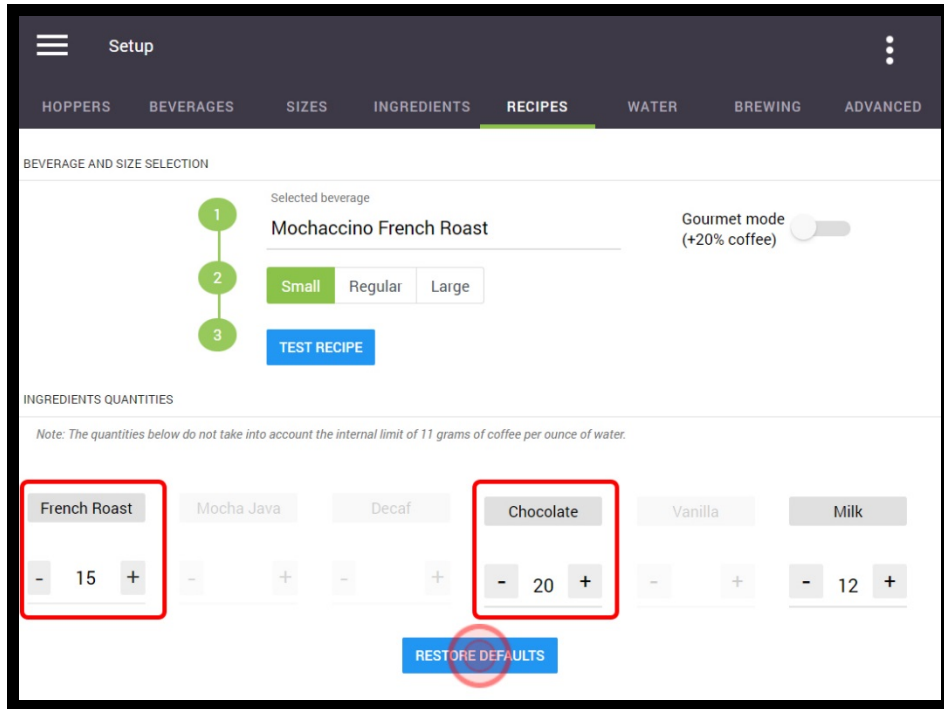 Setup
HOPPERS BEVERAGES SIZES INGREDIENTS RECIPES WATER BREWING ADVANCED
BEVERAGE AND SIZE SELECTION
Selected beverage
1 Mochaccino French Roast
Gourmet mode
(+20% coffee)
2 Small Regular Large
3 TEST RECIPE
INGREDIENTS QUANTITIES
Note: The quantities below do not take into account the internal limit of 11 grams of coffee per ounce of water.
French Roast Mocha Java Decaf Chocolate Vanilla Milk
- 15 + - + - + - 20 + - + - 12 +
RESTORE DEFAULTS